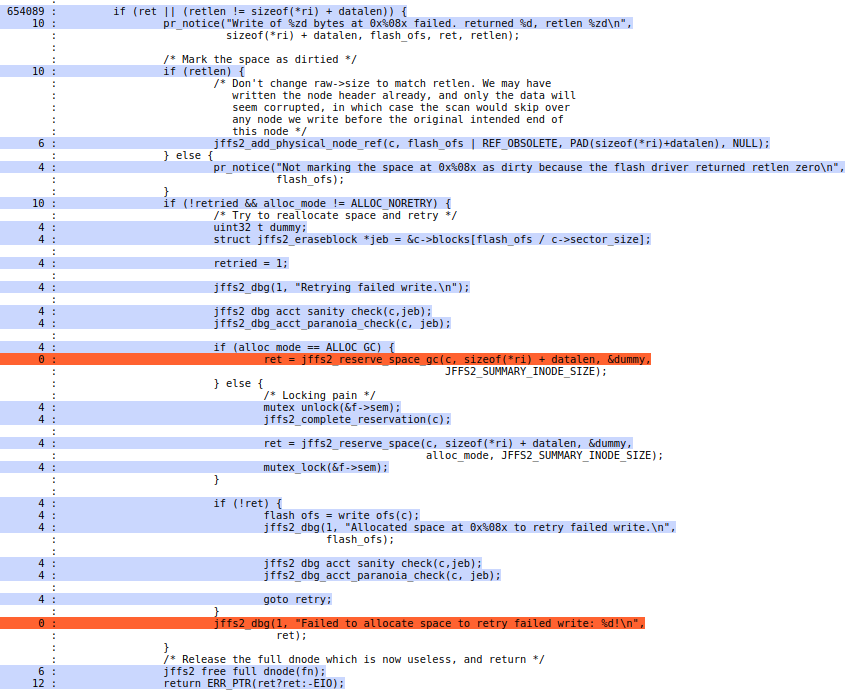 :
654089 : if (ret || (retlen != sizeof(*ri) + datalen)) {
10 : pr_notice("Write of %zd bytes at 0x%08x failed. returned %d, retlen %zd\n",
: sizeof(*ri) + datalen, flash_ofs, ret, retlen);
:
: /* Mark the space as dirtied */
10 : if (retlen) {
: /* Don't change raw->size to match retlen. We may have
: written the node header already, and only the data will
: seem corrupted, in which case the scan would skip over
: any node we write before the original intended end of
: this node */
6 : jffs2_add_physical_node_ref(c, flash_ofs | REF_OBSOLETE, PAD(sizeof(*ri)+datalen), NULL);
: } else {
4 : pr_notice("Not marking the space at 0x%08x as dirty because the flash driver returned retlen zero\n",
: flash_ofs);
: }
10 : if (!retried && alloc_mode != ALLOC_NORETRY) {
: /* Try to reallocate space and retry */
4 : uint32_t dummy;
4 : struct jffs2_eraseblock *jeb = &c->blocks[flash_ofs / c->sector_size];
:
4 : retried = 1;
:
4 : jffs2_dbg(1, "Retrying failed write.\n");
:
4 : jffs2_dbg_acct_sanity_check(c,jeb);
4 : jffs2_dbg_acct_paranoia_check(c, jeb);
:
4 : if (alloc_mode == ALLOC_GC) {
0 : ret = jffs2_reserve_space_gc(c, sizeof(*ri) + datalen, &dummy,
: JFFS2_SUMMARY_INODE_SIZE);
: } else {
: /* Locking pain */
4 : mutex_unlock(&f->sem);
4 : jffs2_complete_reservation(c);
:
4 : ret = jffs2_reserve_space(c, sizeof(*ri) + datalen, &dummy,
: alloc_mode, JFFS2_SUMMARY_INODE_SIZE);
4 : mutex_lock(&f->sem);
: }
:
4 : if (!ret) {
4 : flash_ofs = write_ofs(c);
4 : jffs2_dbg(1, "Allocated space at 0x%08x to retry failed write.\n",
: flash_ofs);
:
4 : jffs2_dbg_acct_sanity_check(c,jeb);
4 : jffs2_dbg_acct_paranoia_check(c, jeb);
:
4 : goto retry;
: }
0 : jffs2_dbg(1, "Failed to allocate space to retry failed write: %d!\n",
: ret);
: }
: /* Release the full_dnode which is now useless, and return */
6 : jffs2_free_full_dnode(fn);
12 : return ERR_PTR(ret?ret:-EIO);